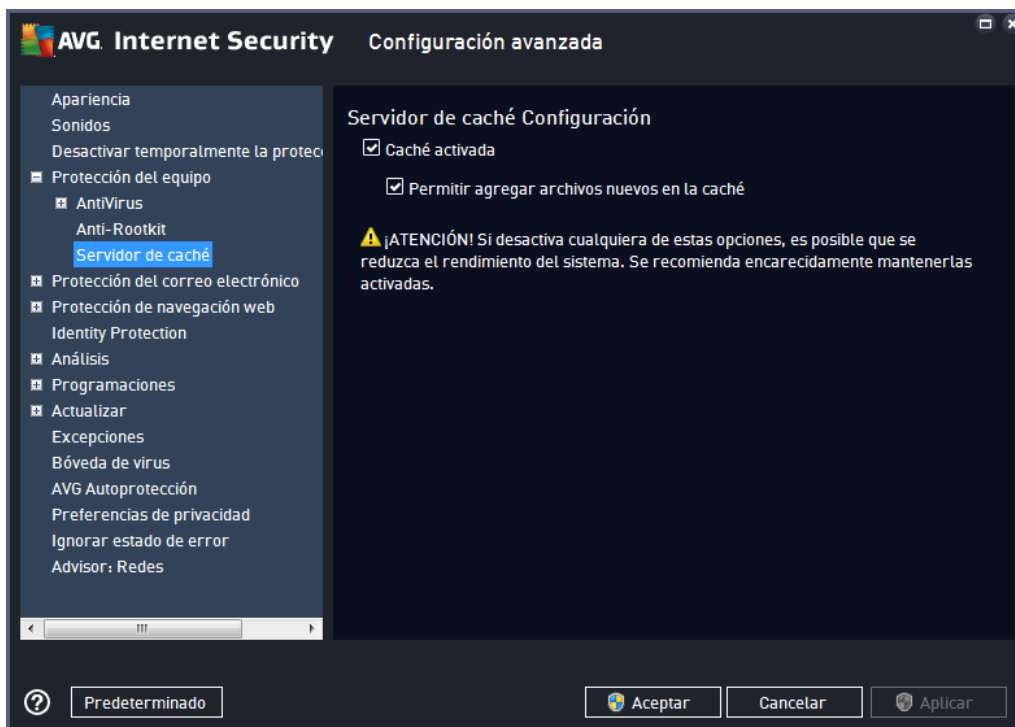 AVG. Internet Security Configuración avanzada
Apariencia
Sonidos
Desactivar temporalmente la protec
Protección del equipo
AntiVirus
Anti-Rootkit
Servidor de caché
Protección del correo electrónico
Protección de navegación web
Identity Protection
Análisis
Programaciones
Actualizar
Excepciones
Bóveda de virus
AVG Autoprotección
Preferencias de privacidad
Ignorar estado de error
Advisor: Redes
Servidor de caché Configuración
Caché activada
Permitir agregar archivos nuevos en la caché
¡ATENCIÓN! Si desactiva cualquiera de estas opciones, es posible que se
reduzca el rendimiento del sistema. Se recomienda encarecidamente mantenerlas
activadas.
? Predeterminado Aceptar Cancelar Aplicar